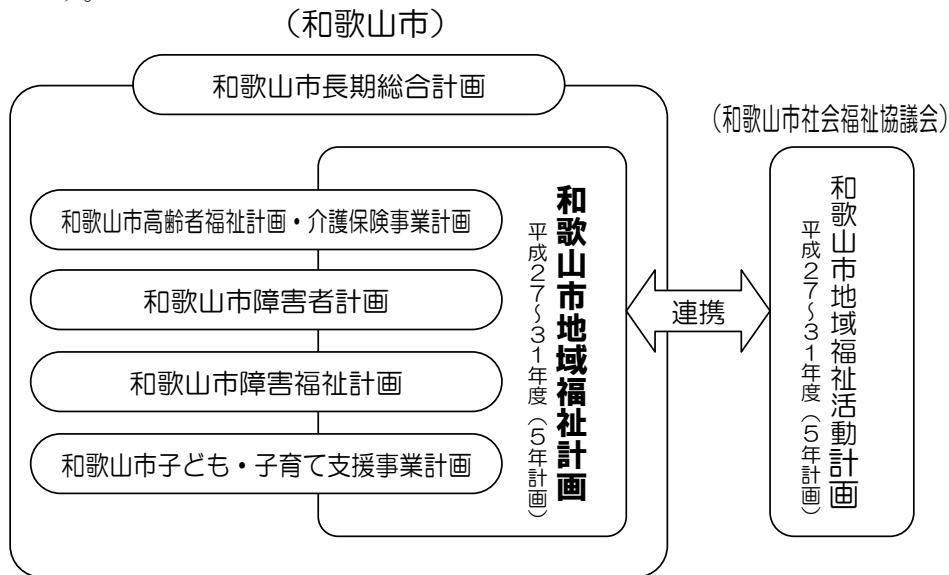 す。
（和歌山市）
和歌山市長期総合計画
（和歌山市社会福祉協議会）
和歌山市高齢者福祉計画・介護保険事業計画
和歌山市障害者計画
和歌山市障害福祉計画
和歌山市子ども・子育て支援事業計画
和歌山市地域福祉計画
平成２７～３１年度（５年計画）
連携
和歌山市地域福祉活動計画
平成２７～３１年度（５年計画）